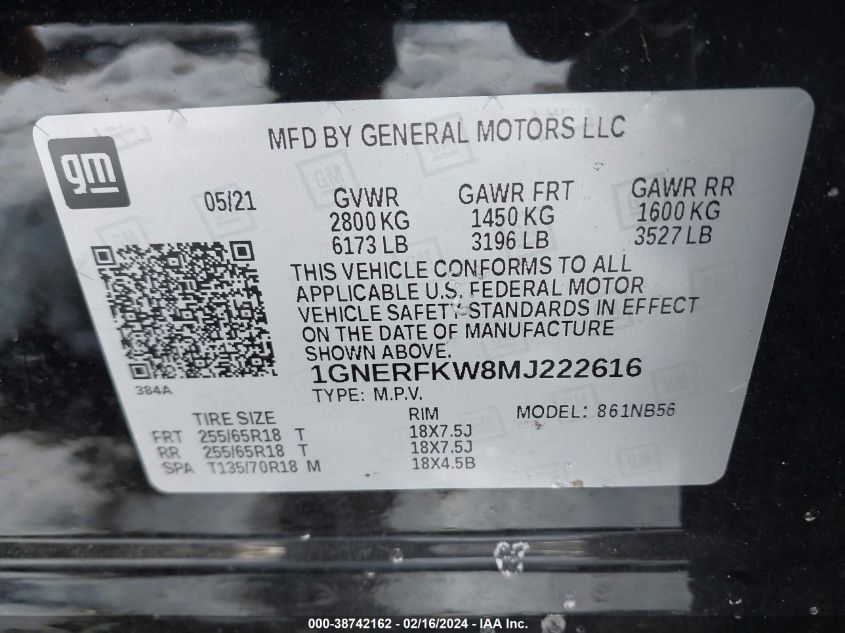 MFD BY GENERAL MOTORS LLC
gm
05/21 GVWR GAWR FRT GAWR RR
2800 KG 1450 KG 1600 KG
6173 LB 3196 LB 3527 LB
THIS VEHICLE CONFORMS TO ALL
APPLICABLE U.S. FEDERAL MOTOR
VEHICLE SAFETY STANDARDS IN EFFECT
ON THE DATE OF MANUFACTURE
SHOWN ABOVE.
1GNERFKW8MJ222616
384A
TYPE: M.P.V.
TIRE SIZE RIM MODEL: 861NB56
FRT 255/65R18 T 18X7.5J
RR 255/65R18 T 18X7.5J
SPA T135/70R18 M 18X4.5B
000-38742162 - 02/16/2024 - IAA Inc.